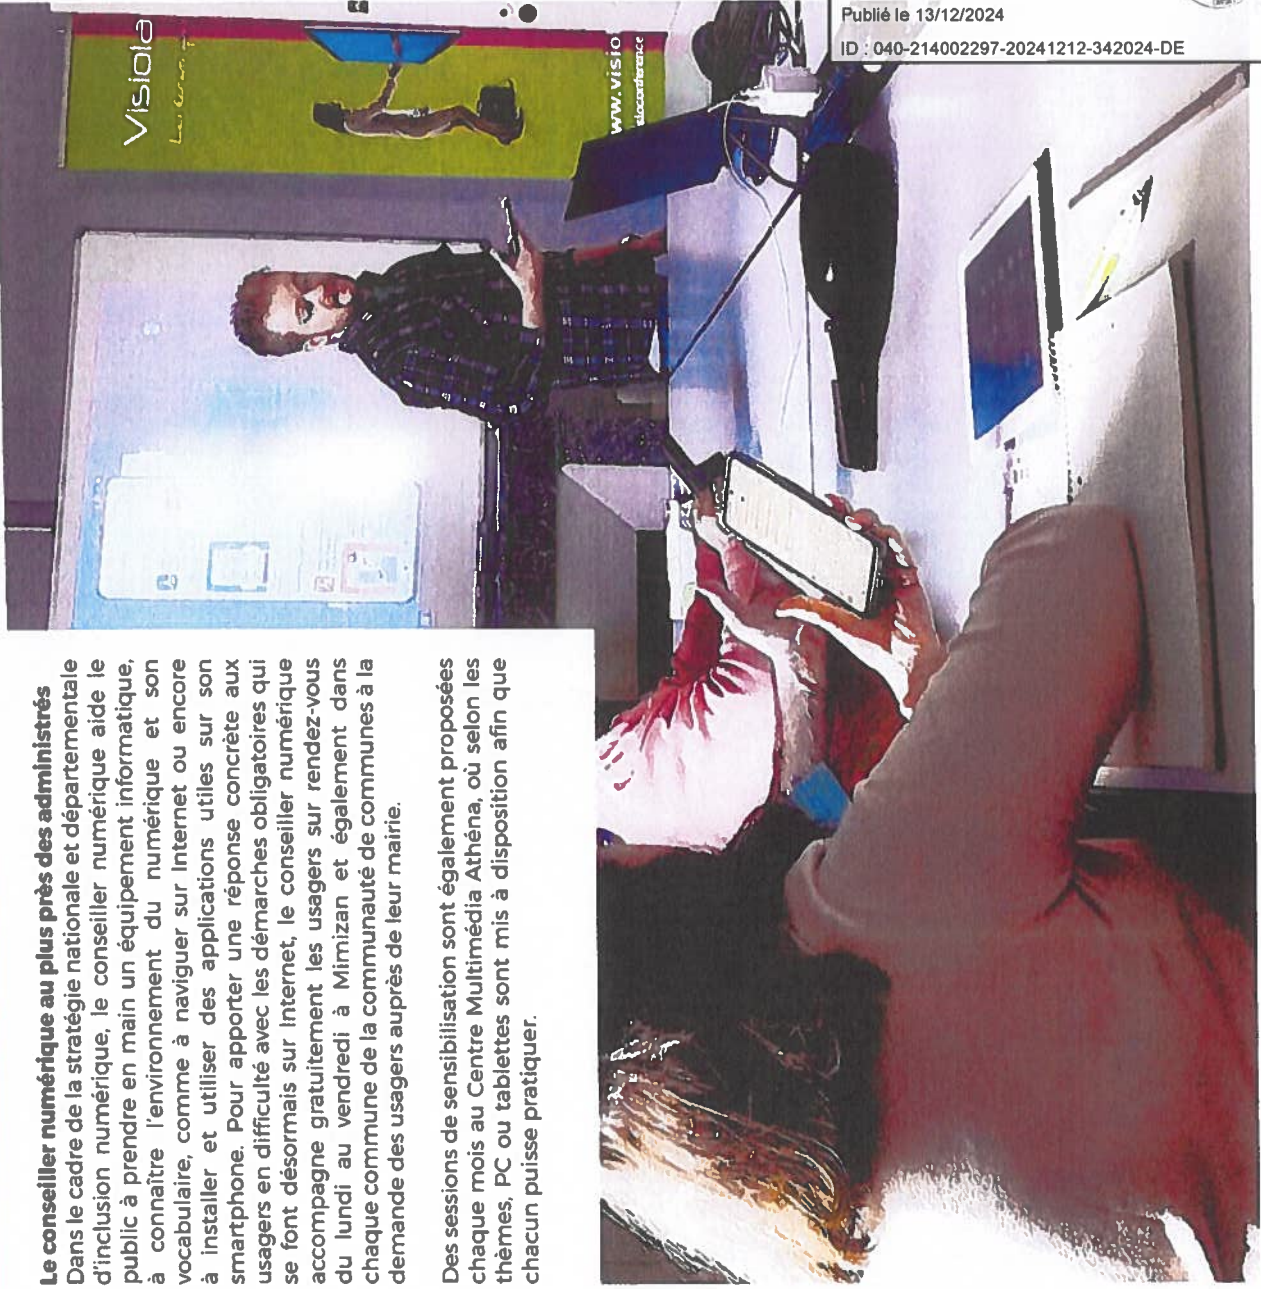 Publié le 13/12/2024
ID : 040-214002297-20241212-342024-DE
Le conseiller numérique au plus près des administrés
Dans le cadre de la stratégie nationale et départementale
d'inclusion numérique, le conseiller numérique aide le
public à prendre en main un équipement informatique,
à connaître l'environnement du numérique et son
vocabulaire, comme à naviguer sur Internet ou encore
à installer et utiliser des applications utiles sur son
smartphone. Pour apporter une réponse concrète aux
usagers en difficulté avec les démarches obligatoires qui
se font désormais sur Internet, le conseiller numérique
accompagne gratuitement les usagers sur rendez-vous
du lundi au vendredi à Mimizan et également dans
chaque commune de la communauté de communes à la
demande des usagers auprès de leur mairie.
Des sessions de sensibilisation sont également proposées
chaque mois au Centre Multimédia Athéna, où selon les
thèmes, PC ou tablettes sont mis à disposition afin que
chacun puisse pratiquer.
Visiola
ww.visio